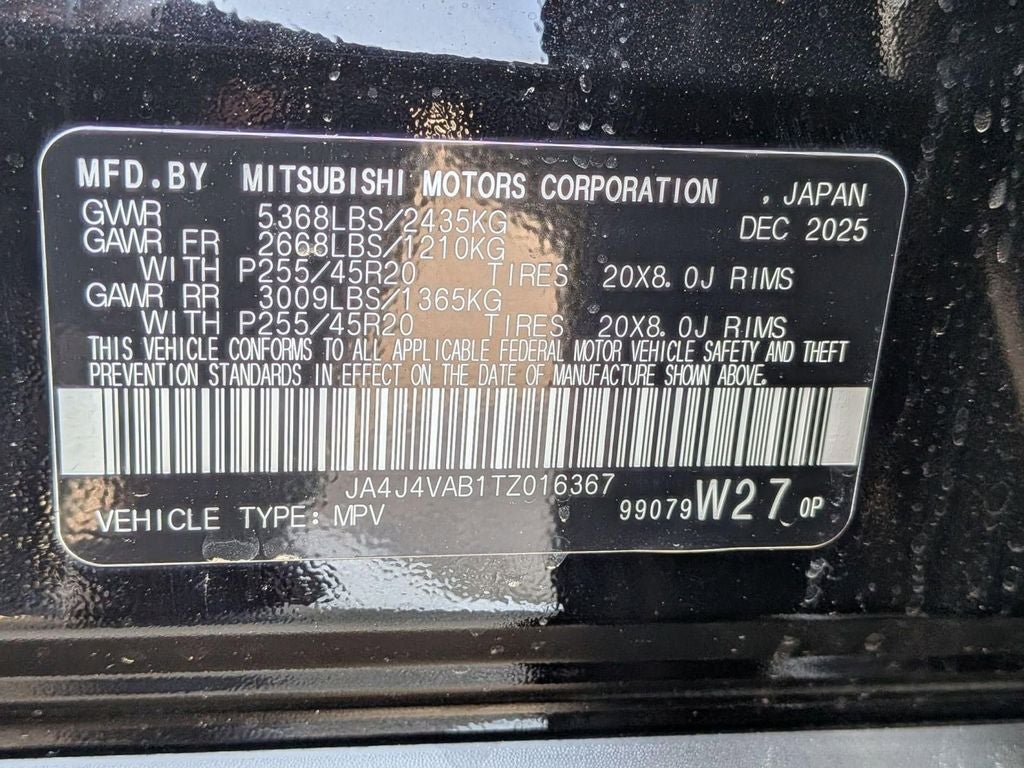 MFD.BY MITSUBISHI MOTORS CORPORATION , JAPAN
GVWR 5368LBS/2435KG DEC 2025
GAWR FR 2668LBS/1210KG
WITH P255/45R20 TIRES 20X8.0J RIMS
GAWR RR 3009LBS/1365KG
WITH P255/45R20 TIRES 20X8.0J RIMS
THIS VEHICLE CONFORMS TO ALL APPLICABLE FEDERAL MOTOR VEHICLE SAFETY AND THEFT
PREVENTION STANDARDS IN EFFECT ON THE DATE OF MANUFACTURE SHOWN ABOVE.
JA4J4VAB1TZ016367
VEHICLE TYPE: MPV 99079 W27 0P